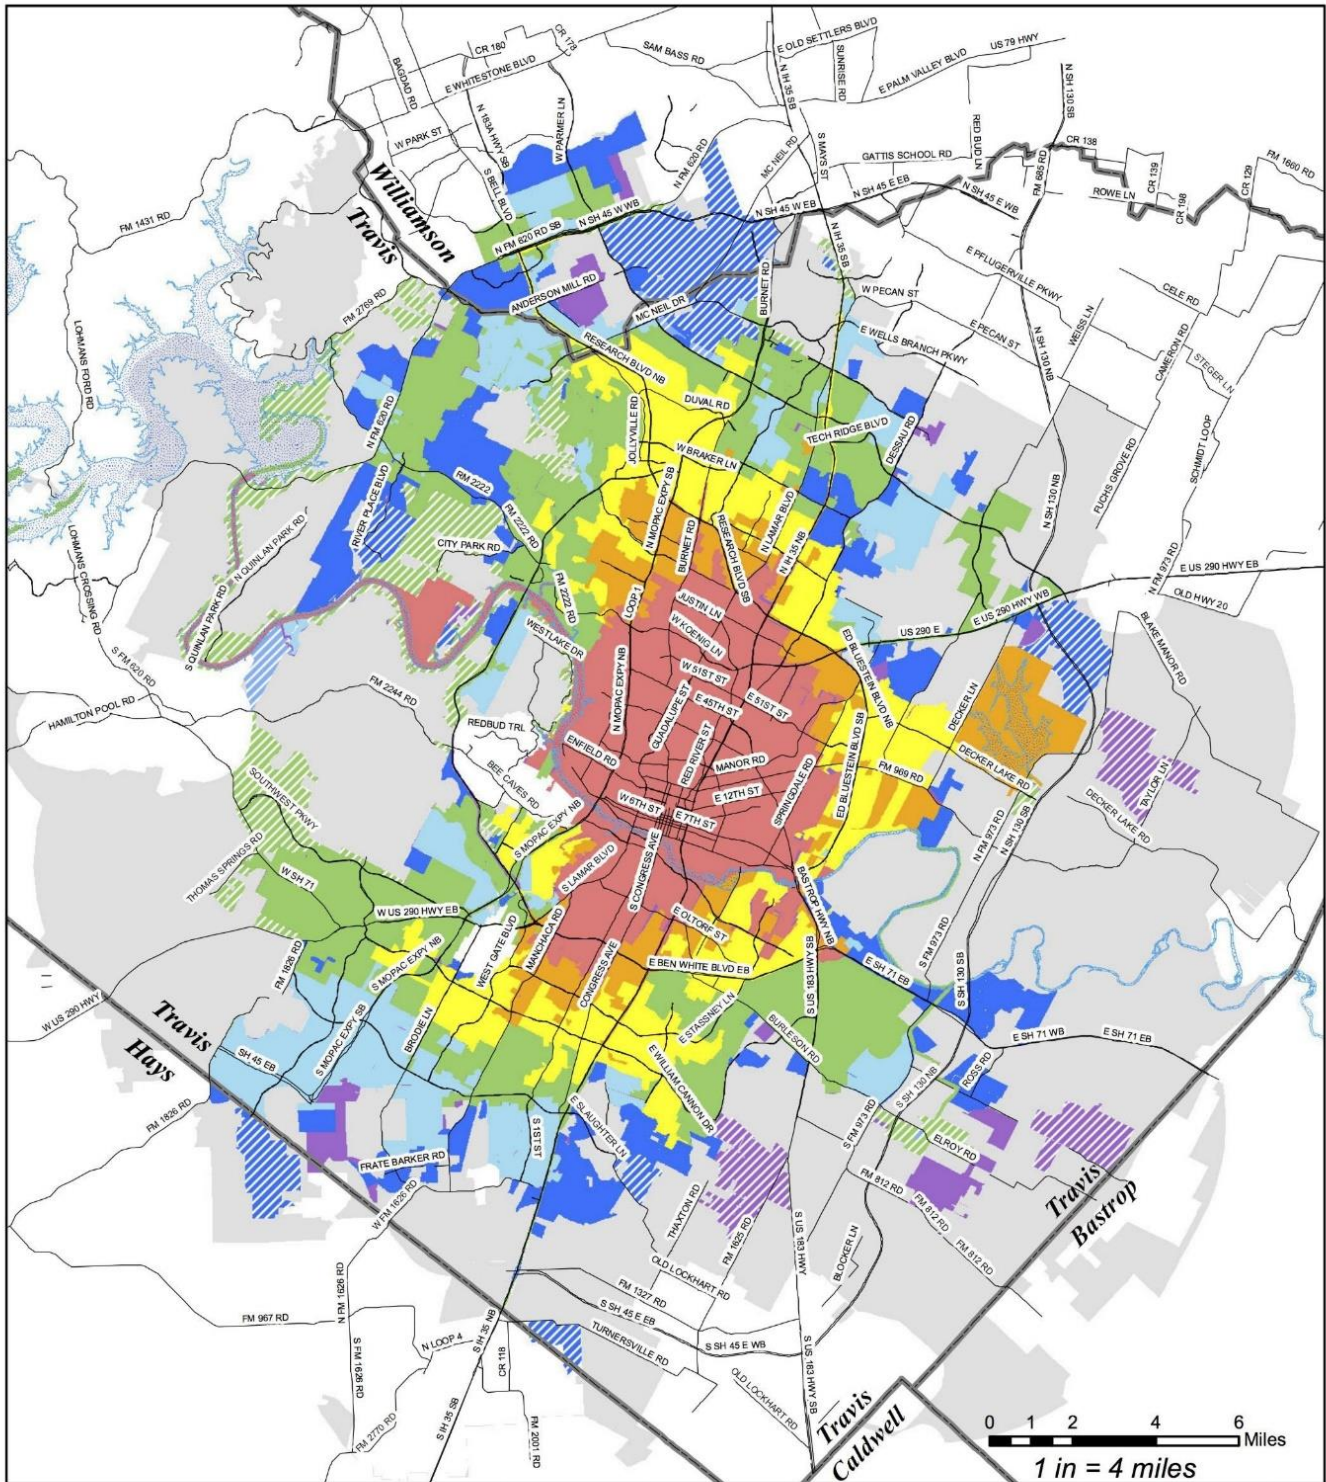 CR 180
CR 178
SAM BASS RD
E OLD SETTLERS BLVD
US 79 HWY
BAGDAD RD
E WHITESTONE BLVD
N IH 35 SB
SUNRISE RD
E PALM VALLEY BLVD
N SH 130 SB
W PARK ST
N 183A HWY SB
W PARMER LN
N FM 620 RD
MC NEIL RD
S MAYS ST
GATTIS SCHOOL RD
RED BUD LN
FM 685 RD
CR 138
CR 139
CR 198
CR 129
FM 1660 RD
ROWE LN
Williamson
Travis
S BELL BLVD
FM 1431 RD
N FM 620 RD SB
N SH 45 W WB
N SH 45 W EB
N SH 45 E EB
N SH 45 E WB
N IH 35 SB
ANDERSON MILL RD
BURNET RD
W PECAN ST
E PFLUGERVILLE PKWY
CELE RD
FM 2769 RD
MC NEIL DR
LOHMANS FORD RD
RESEARCH BLVD NB
E WELLS BRANCH PKWY
E PECAN ST
WEISS LN
N SH 130 NB
CAMERON RD
STEGER LN
DUVAL RD
N FM 620 RD
JOLLYVILLE RD
TECH RIDGE BLVD
DESSAU RD
SCHMIDT LOOP
FUCHS GROVE RD
W BRAKER LN
RM 2222
RIVER PLACE BLVD
FM 2222 RD
N MOPAC EXPY SB
BURNET RD
RESEARCH BLVD SB
N LAMAR BLVD
N IH 35 NB
N SH 130 NB
N QUINLAN PARK RD
CITY PARK RD
LOHMANS CROSSING RD
N FM 973 RD
E US 290 HWY EB
OLD HWY 20
FM 2222 RD
LOOP 1
JUSTIN LN
W KOENIG LN
E US 290 HWY WB
US 290 E
BLAKE MANOR RD
S QUINLAN PARK RD
WESTLAKE DR
ED BLUESTEIN BLVD NB
S FM 620 RD
N MOPAC EXPY NB
W 51ST ST
E 51ST ST
E 45TH ST
GUADALUPE ST
DECKER LN
FM 2244 RD
HAMILTON POOL RD
REDBUD TRL
RED RIVER ST
ENFIELD RD
MANOR RD
ED BLUESTEIN BLVD SB
DECKER LAKE RD
BEE CAVES RD
FM 969 RD
SOUTHWEST PKWY
W 6TH ST
E 12TH ST
E 7TH ST
SPRINGDALE RD
TAYLOR LN
DECKER LAKE RD
S MOPAC EXPY NB
N FM 973 RD
N SH 130 SB
THOMAS SPRINGS RD
W SH 71
S LAMAR BLVD
S CONGRESS AVE
BASTROP HWY NB
W US 290 HWY EB
E OLTORF ST
WEST GATE BLVD
MANCHACA RD
FM 1826 RD
S MOPAC EXPY NB
CONGRESS AVE
E BEN WHITE BLVD EB
S US 183 HWY SB
E SH 71 EB
S FM 973 RD
S SH 130 SB
W US 290 HWY
E STASSNEY LN
BURLESON RD
E SH 71 WB
E SH 71 EB
Travis
Hays
BRODIE LN
S MOPAC EXPY SB
SH 45 EB
E WILLIAM CANNON DR
ROSS RD
S SH 130 NB
FM 1826 RD
S 1ST ST
E SLAUGHTER LN
S FM 973 RD
ELROY RD
FRATE BARKER RD
FM 812 RD
FM 812 RD
FM 812 RD
Travis
Bastrop
W FM 1626 RD
THAXTON RD
FM 1625 RD
S US 183 HWY
BLOCKER LN
OLD LOCKHART RD
N FM 1626 RD
FM 1327 RD
S SH 45 E EB
FM 967 RD
N LOOP 4
S IH 35 NB
TURNERSVILLE RD
S SH 45 E WB
S FM 1626 RD
CR 118
OLD LOCKHART RD
S US 183 HWY SB
FM 2770 RD
S IH 35 SB
FM 2001 RD
Travis
Caldwell
0 1 2 4 6
Miles
1 in = 4 miles